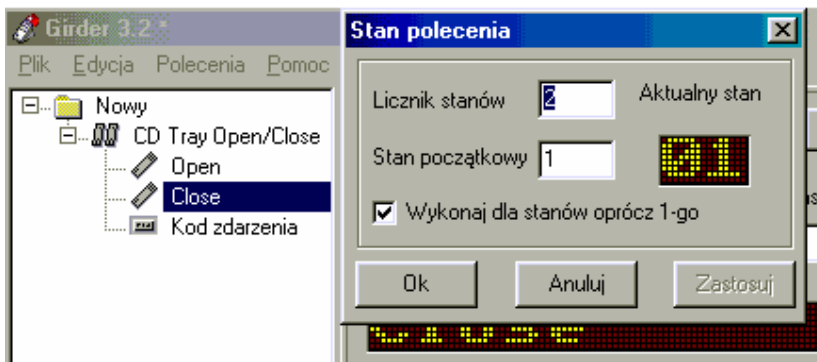 Girder 3.2 *
Plik Edycja Polecenia Pomoc
Nowy
CD Tray Open/Close
Open
Close
Kod zdarzenia
Stan polecenia
Licznik stanów 2 Aktualny stan
Stan początkowy 1 01
Wykonaj dla stanów oprócz 1-go
Ok Anuluj Zastosuj
Close